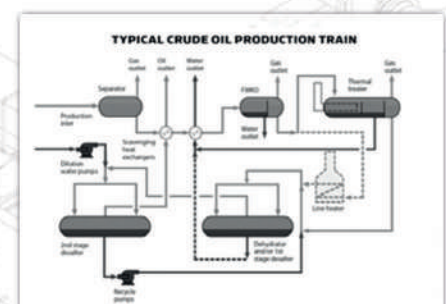 TYPICAL CRUDE OIL PRODUCTION TRAIN
Gas
outlet
Oil
outlet
Water
outlet
Gas
outlet
Gas
outlet
Separator
FWKO
Thermal
treater
Production
inlet
Water
outlet
Scavenging
heat
exchangers
Dilution
water pumps
Line heater
2nd stage
desalter
Dehydrator
and/or 1st
stage desalter
Recycle
pumps